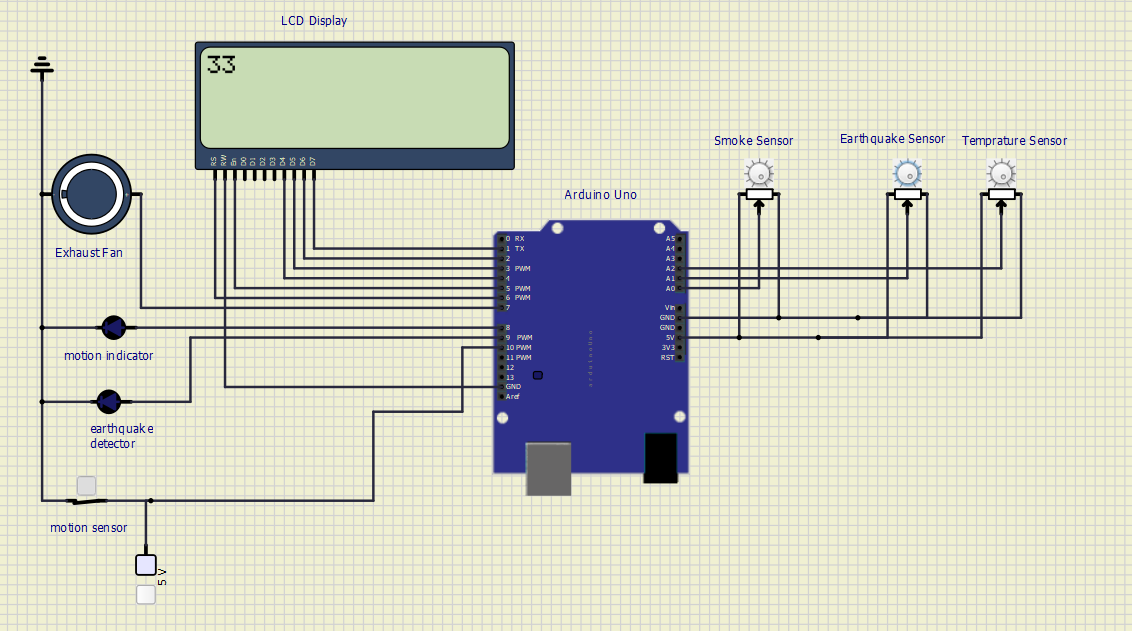 LCD Display
33
RS RW En D0 D1 D2 D3 D4 D5 D6 D7
Smoke Sensor
Earthquake Sensor
Temprature Sensor
Arduino Uno
Exhaust Fan
0 RX
1 TX
2
3 PWM
4
5 PWM
6 PWM
7
8
9 PWM
10 PWM
11 PWM
12
13
GND
Aref
A5
A4
A3
A2
A1
A0
Vin
GND
GND
5V
3V3
RST
motion indicator
earthquake
detector
motion sensor
5 V